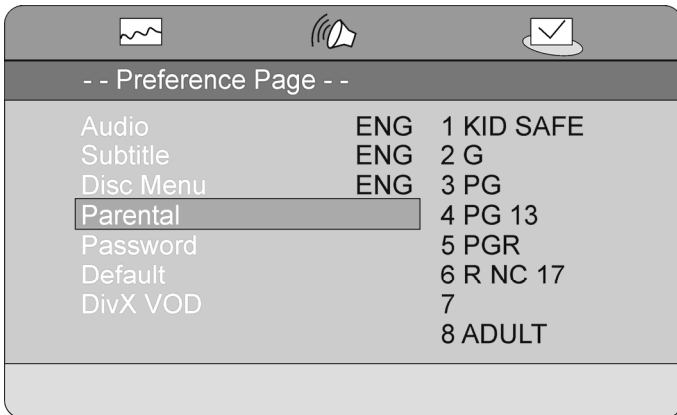 - - Preference Page - -
Audio ENG 1 KID SAFE
Subtitle ENG 2 G
Disc Menu ENG 3 PG
Parental 4 PG 13
Password 5 PGR
Default 6 R NC 17
DivX VOD 7
8 ADULT